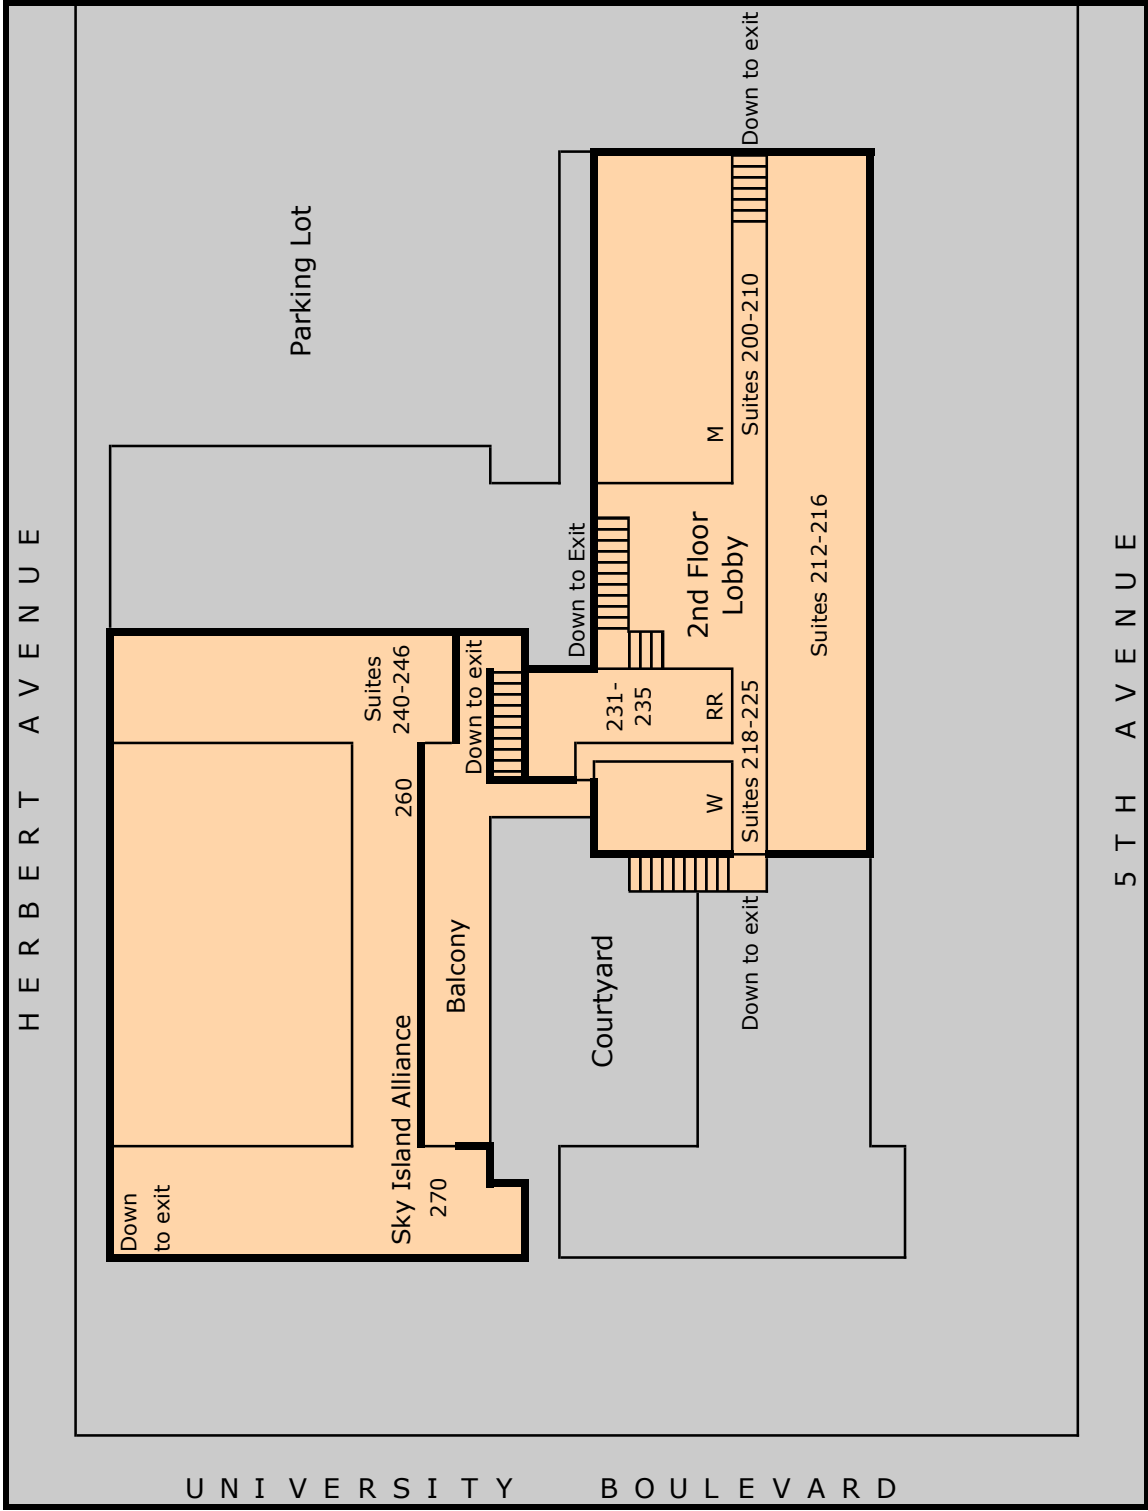 Down to exit
Parking Lot
Suites 200-210
M
HERBERT AVENUE
5TH AVENUE
Down to Exit
2nd Floor
Lobby
Suites 212-216
Suites
240-246
Down to exit
231-
235
RR
Suites 218-225
260
W
Balcony
Down to exit
Courtyard
Sky Island Alliance
270
Down
to exit
UNIVERSITY BOULEVARD